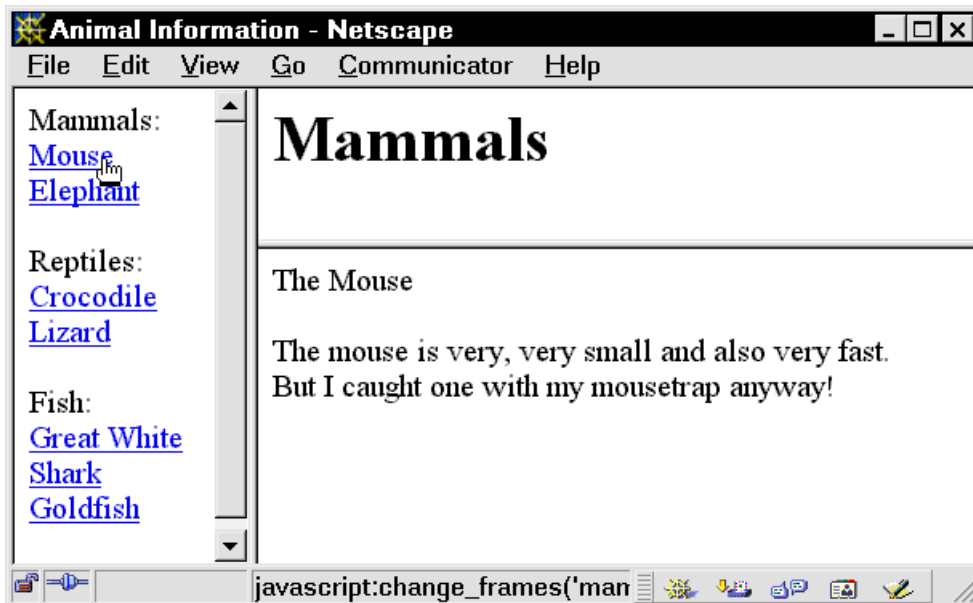 Animal Information - Netscape
File Edit View Go Communicator Help
Mammals:
Mouse
Elephant
Reptiles:
Crocodile
Lizard
Fish:
Great White
Shark
Goldfish
Mammals
The Mouse
The mouse is very, very small and also very fast.
But I caught one with my mousetrap anyway!
javascript:change_frames('mam